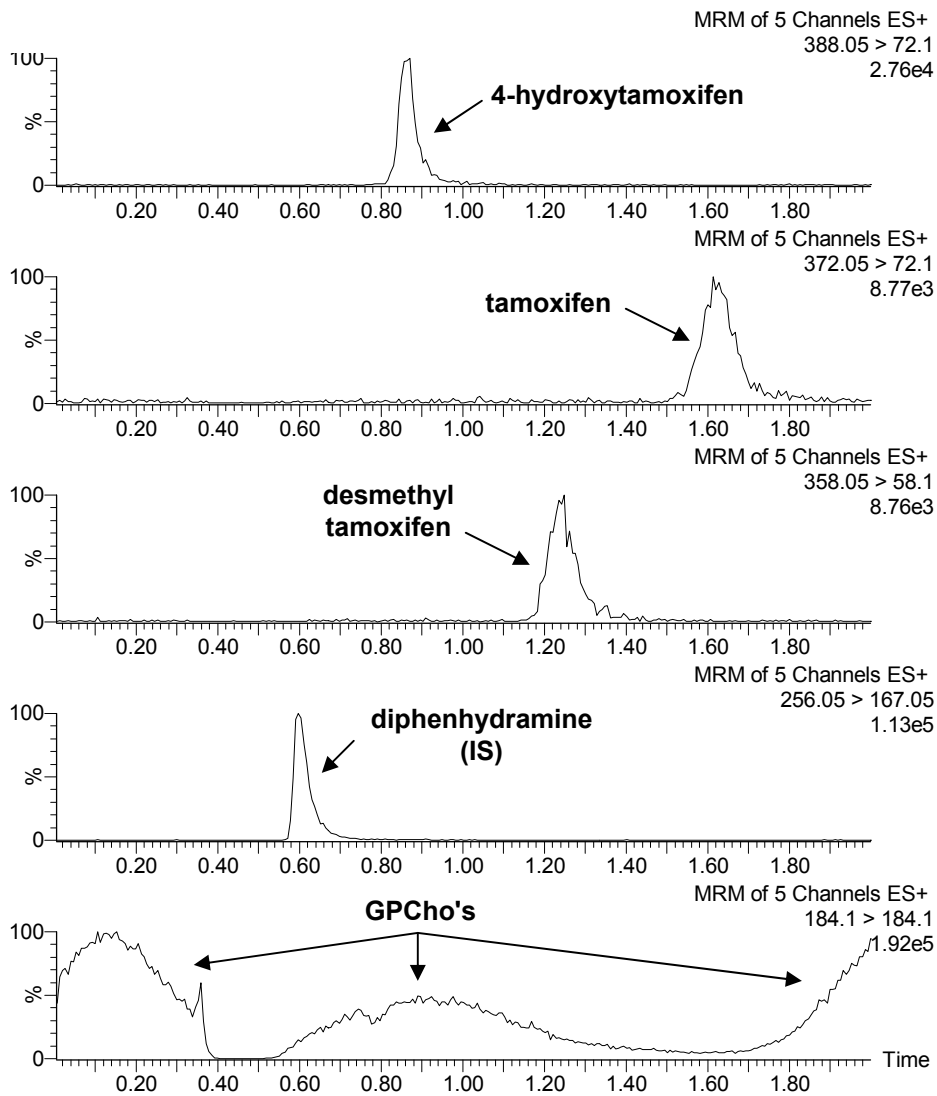 MRM of 5 Channels ES+
388.05 > 72.1
2.76e4
100
%
0
4-hydroxytamoxifen
0.20 0.40 0.60 0.80 1.00 1.20 1.40 1.60 1.80
MRM of 5 Channels ES+
372.05 > 72.1
8.77e3
100
%
0
tamoxifen
0.20 0.40 0.60 0.80 1.00 1.20 1.40 1.60 1.80
MRM of 5 Channels ES+
358.05 > 58.1
8.76e3
100
%
0
desmethyl
tamoxifen
0.20 0.40 0.60 0.80 1.00 1.20 1.40 1.60 1.80
MRM of 5 Channels ES+
256.05 > 167.05
1.13e5
100
%
0
diphenhydramine
(IS)
0.20 0.40 0.60 0.80 1.00 1.20 1.40 1.60 1.80
MRM of 5 Channels ES+
184.1 > 184.1
1.92e5
GPCho's
100
%
0
Time
0.20 0.40 0.60 0.80 1.00 1.20 1.40 1.60 1.80